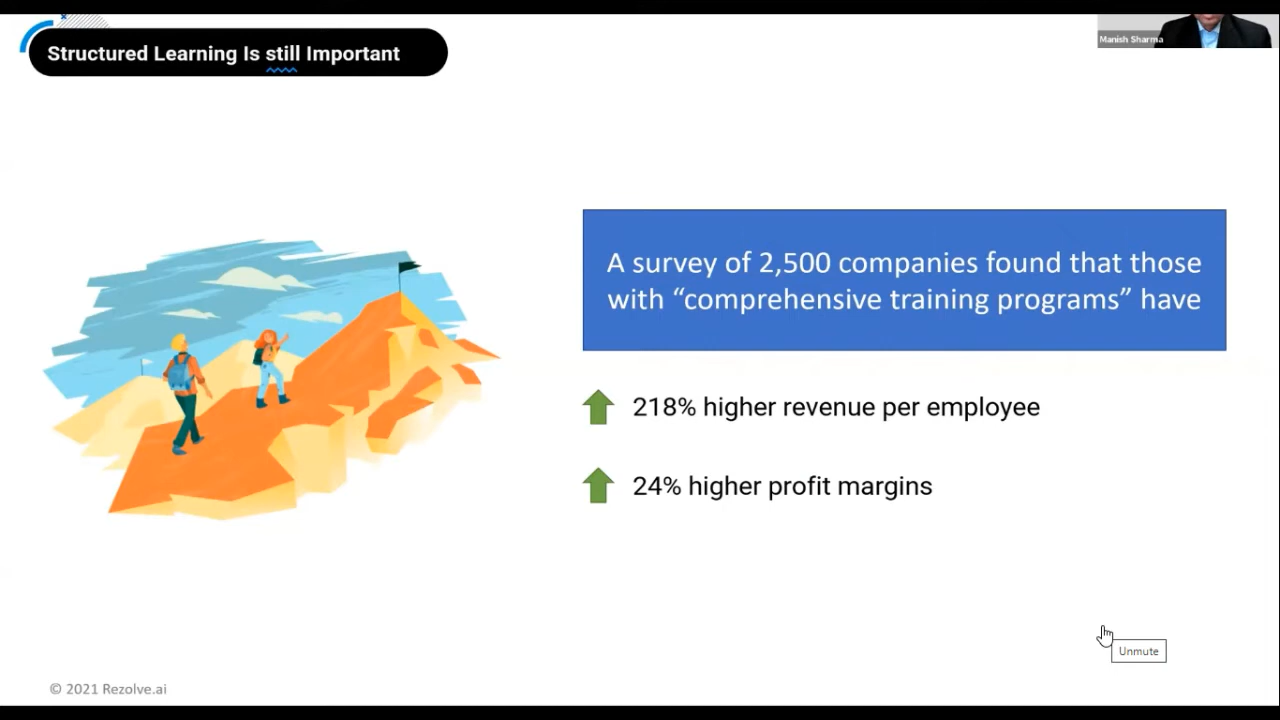 Structured Learning Is still Important
Manish Sharma
A survey of 2,500 companies found that those
with “comprehensive training programs” have
218% higher revenue per employee
24% higher profit margins
Unmute
© 2021 Rezolve.ai